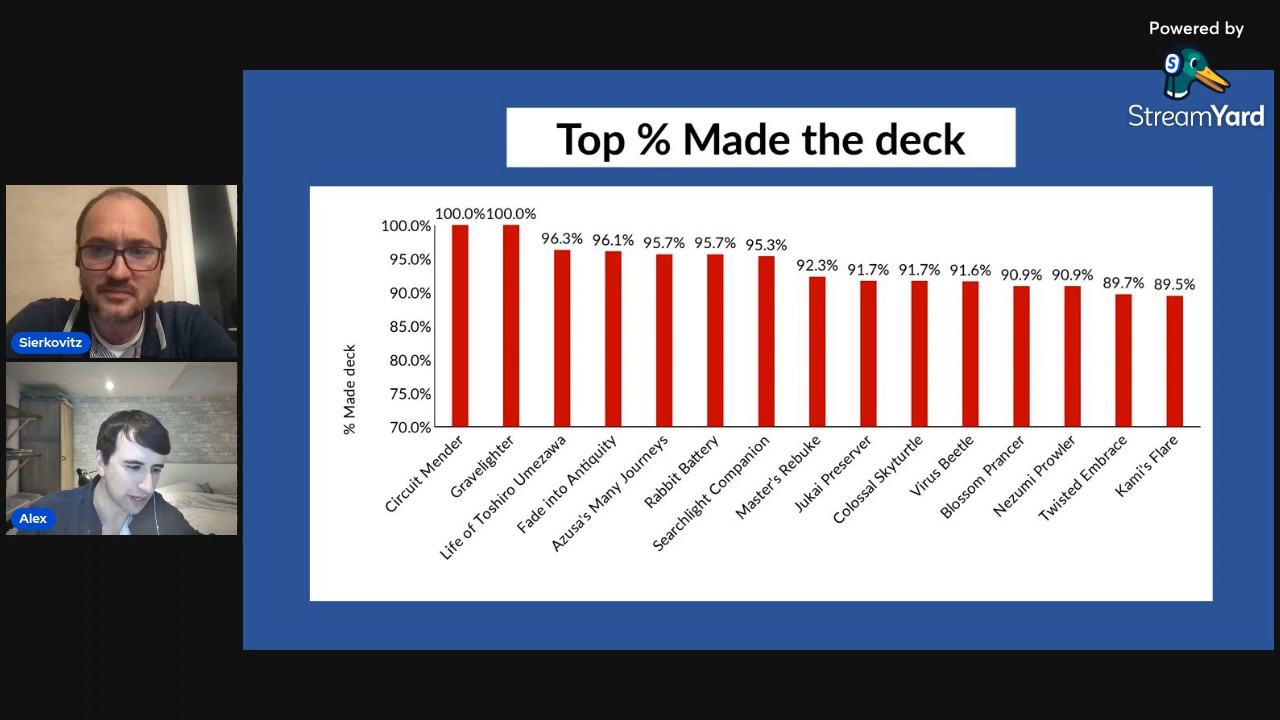 Powered by
S
StreamYard
Top % Made the deck
100.0% 100.0% 96.3% 96.1% 95.7% 95.7% 95.3% 92.3% 91.7% 91.7% 91.6% 90.9% 90.9% 89.7% 89.5%
100.0%
95.0%
90.0%
85.0%
80.0%
75.0%
70.0%
% Made deck
Circuit Mender
Gravelighter
Life of Toshiro Umezawa
Fade into Antiquity
Azusa's Many Journeys
Rabbit Battery
Searchlight Companion
Master's Rebuke
Jukai Preserver
Colossal Skyturtle
Virus Beetle
Blossom Prancer
Nezumi Prowler
Twisted Embrace
Kami's Flare
Sierkovitz
Alex